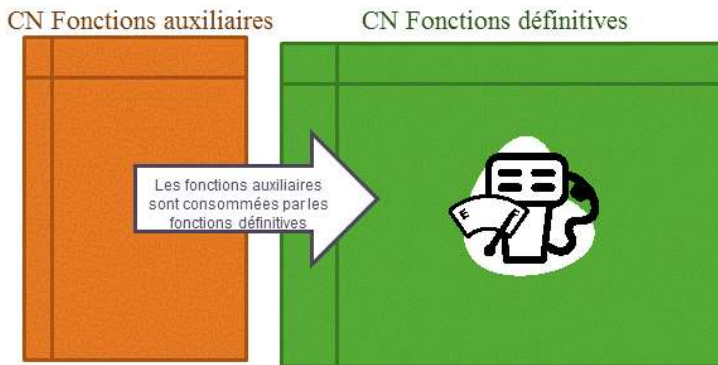 CN Fonctions auxiliaires
CN Fonctions définitives
Les fonctions auxiliaires
sont consommées par les
fonctions définitives
E
F